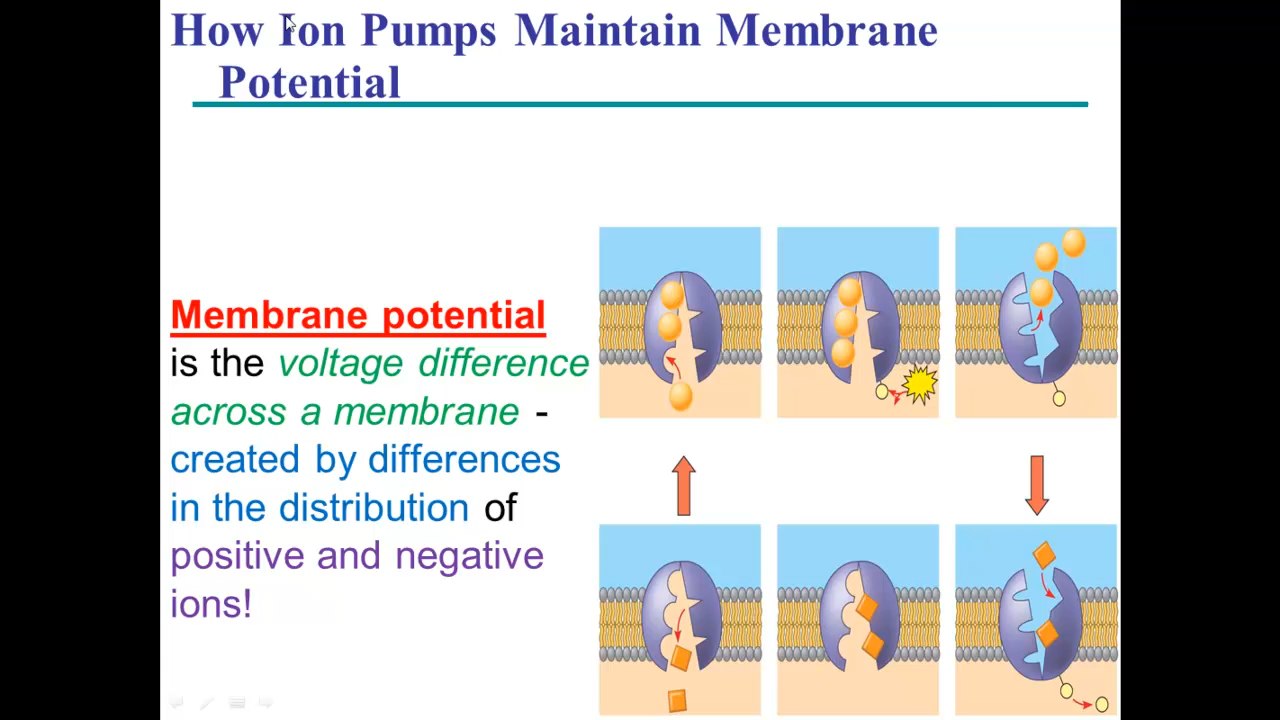 How Ion Pumps Maintain Membrane
Potential
Membrane potential
is the voltage difference
across a membrane -
created by differences
in the distribution of
positive and negative
ions!